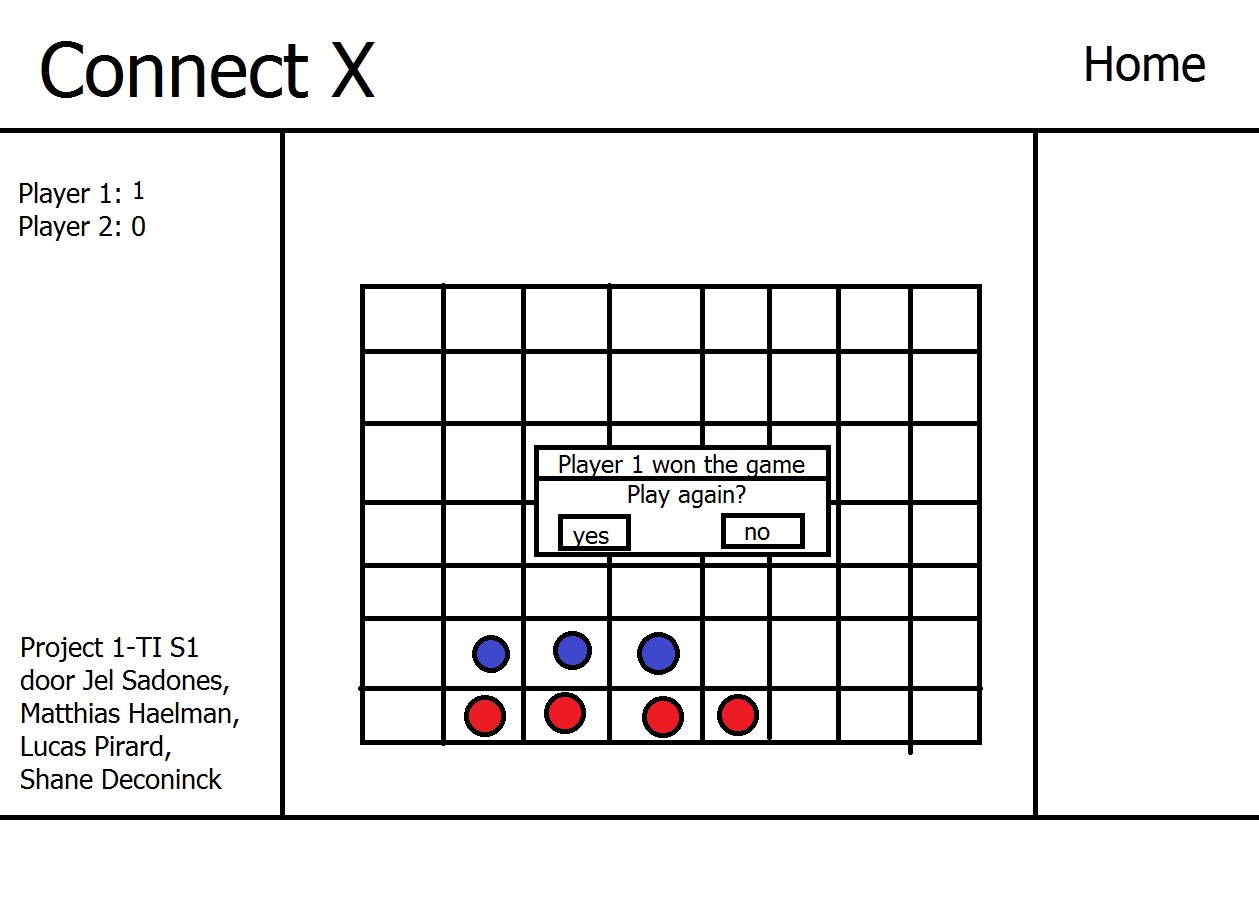 Connect X
Home
Player 1: 1
Player 2: 0
Player 1 won the game
Play again?
yes
no
Project 1-TI S1
door Jel Sadones,
Matthias Haelman,
Lucas Pirard,
Shane Deconinck